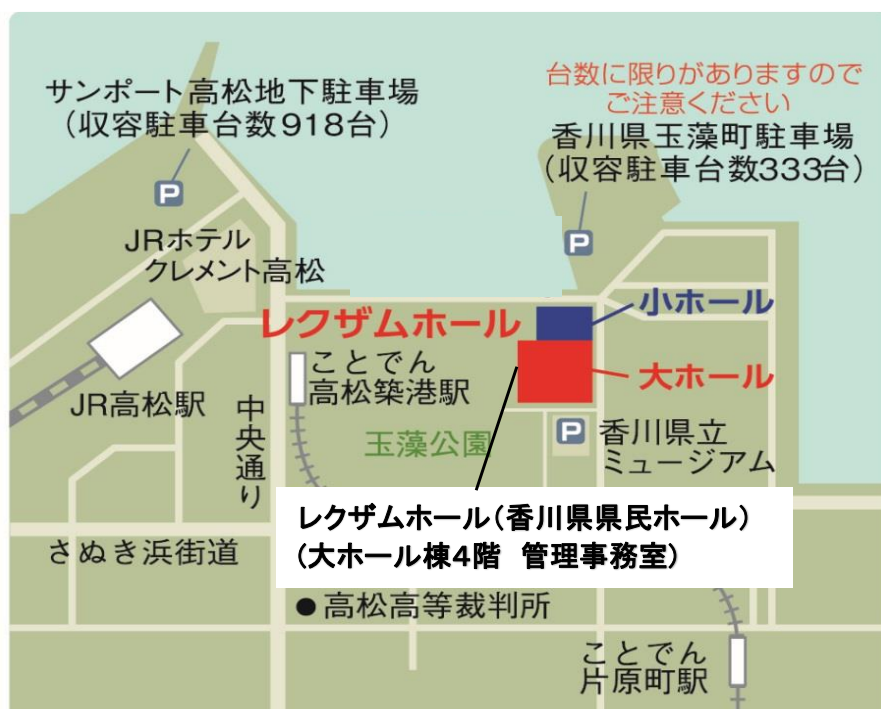 サンポート高松地下駐車場
(収容駐車台数918台)
P
台数に限りがありますので
ご注意ください
香川県玉藻町駐車場
(収容駐車台数333台)
P
JRホテル
クレメント高松
レクザムホール
小ホール
大ホール
ことでん
高松築港駅
JR高松駅
中央通り
玉藻公園
P
香川県立
ミュージアム
レクザムホール(香川県県民ホール)
(大ホール棟4階 管理事務室)
さぬき浜街道
●高松高等裁判所
ことでん
片原町駅